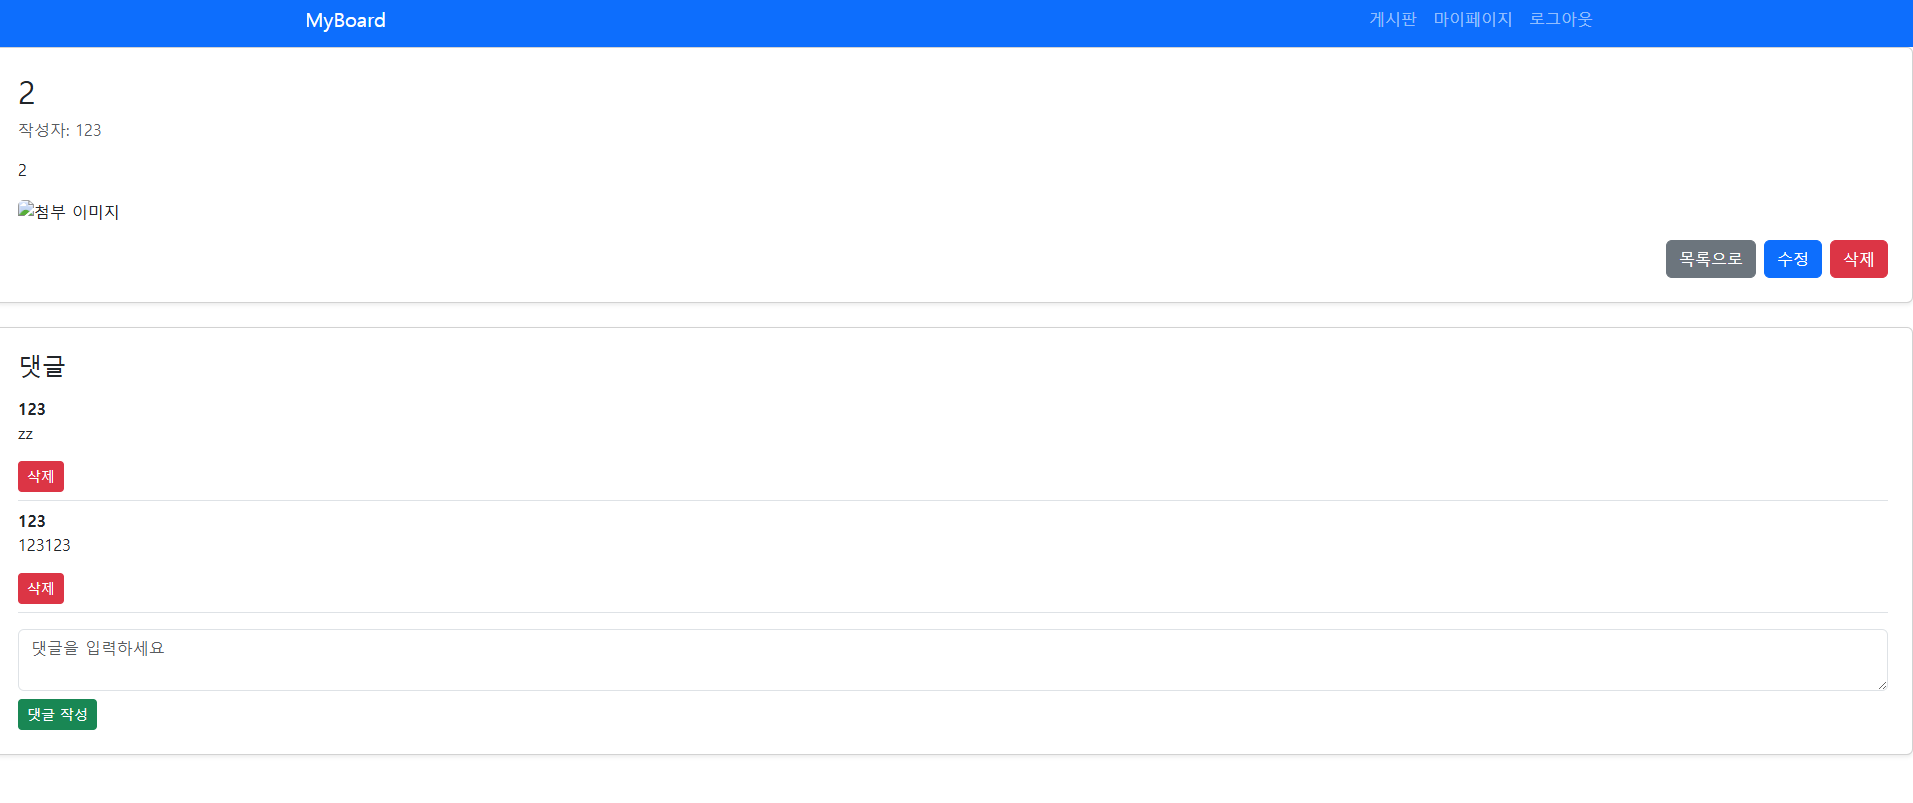 MyBoard 게시판 마이페이지 로그아웃
2
작성자: 123
2
첨부 이미지
목록으로 수정 삭제
댓글
123
zz
삭제
123
123123
삭제
댓글을 입력하세요
댓글 작성